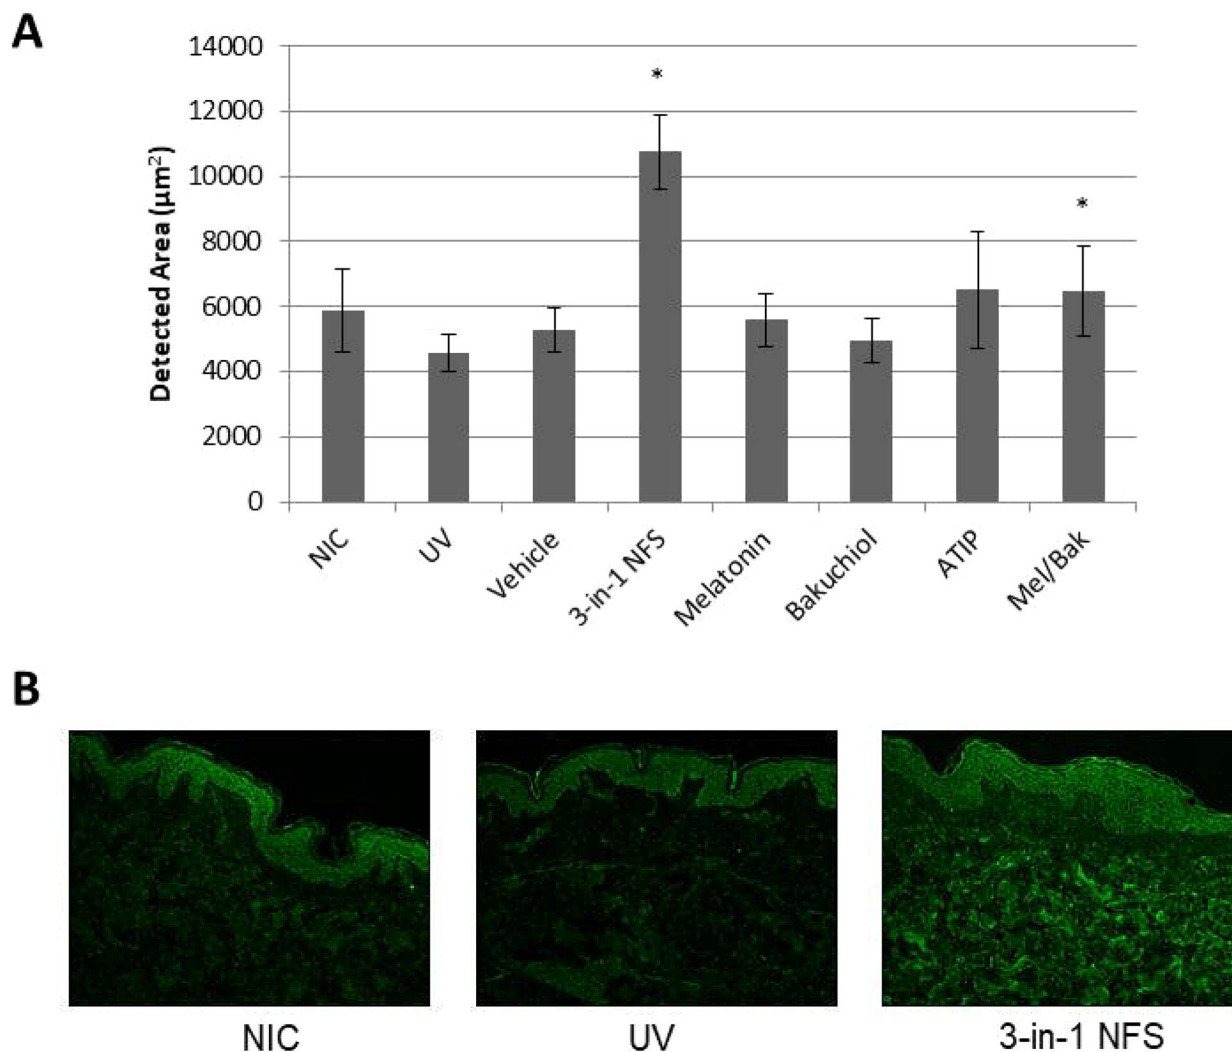 A
Detected Area (µm²)
14000
12000
10000
8000
6000
4000
2000
0
*
*
NIC
UV
Vehicle
3-in-1 NFS
Melatonin
Bakuchiol
ATIP
Mel/Bak
B
NIC
UV
3-in-1 NFS